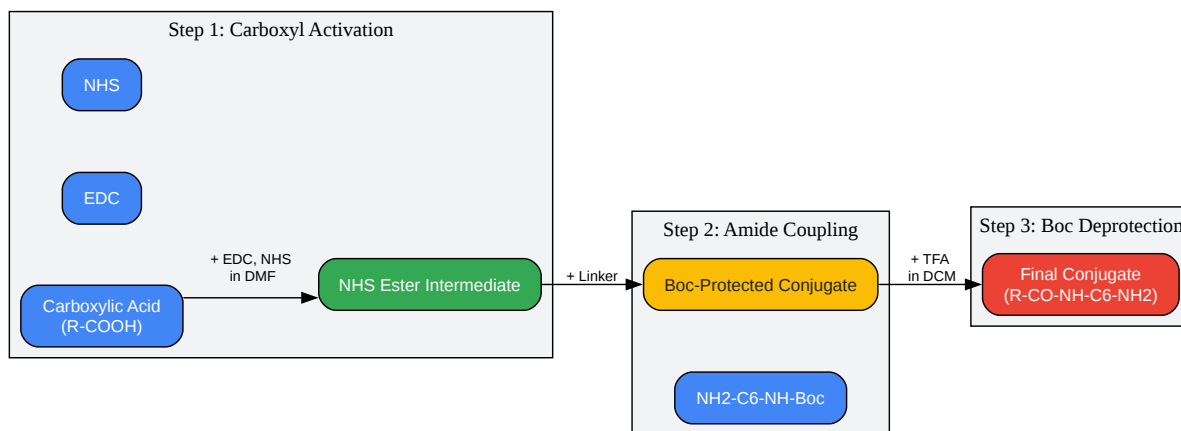 Step 1: Carboxyl Activation
NHS
EDC
Carboxylic Acid
(R-COOH)
+ EDC, NHS
in DMF
NHS Ester Intermediate
+ Linker
Step 2: Amide Coupling
Boc-Protected Conjugate
NH2-C6-NH-Boc
+ TFA
in DCM
Step 3: Boc Deprotection
Final Conjugate
(R-CO-NH-C6-NH2)